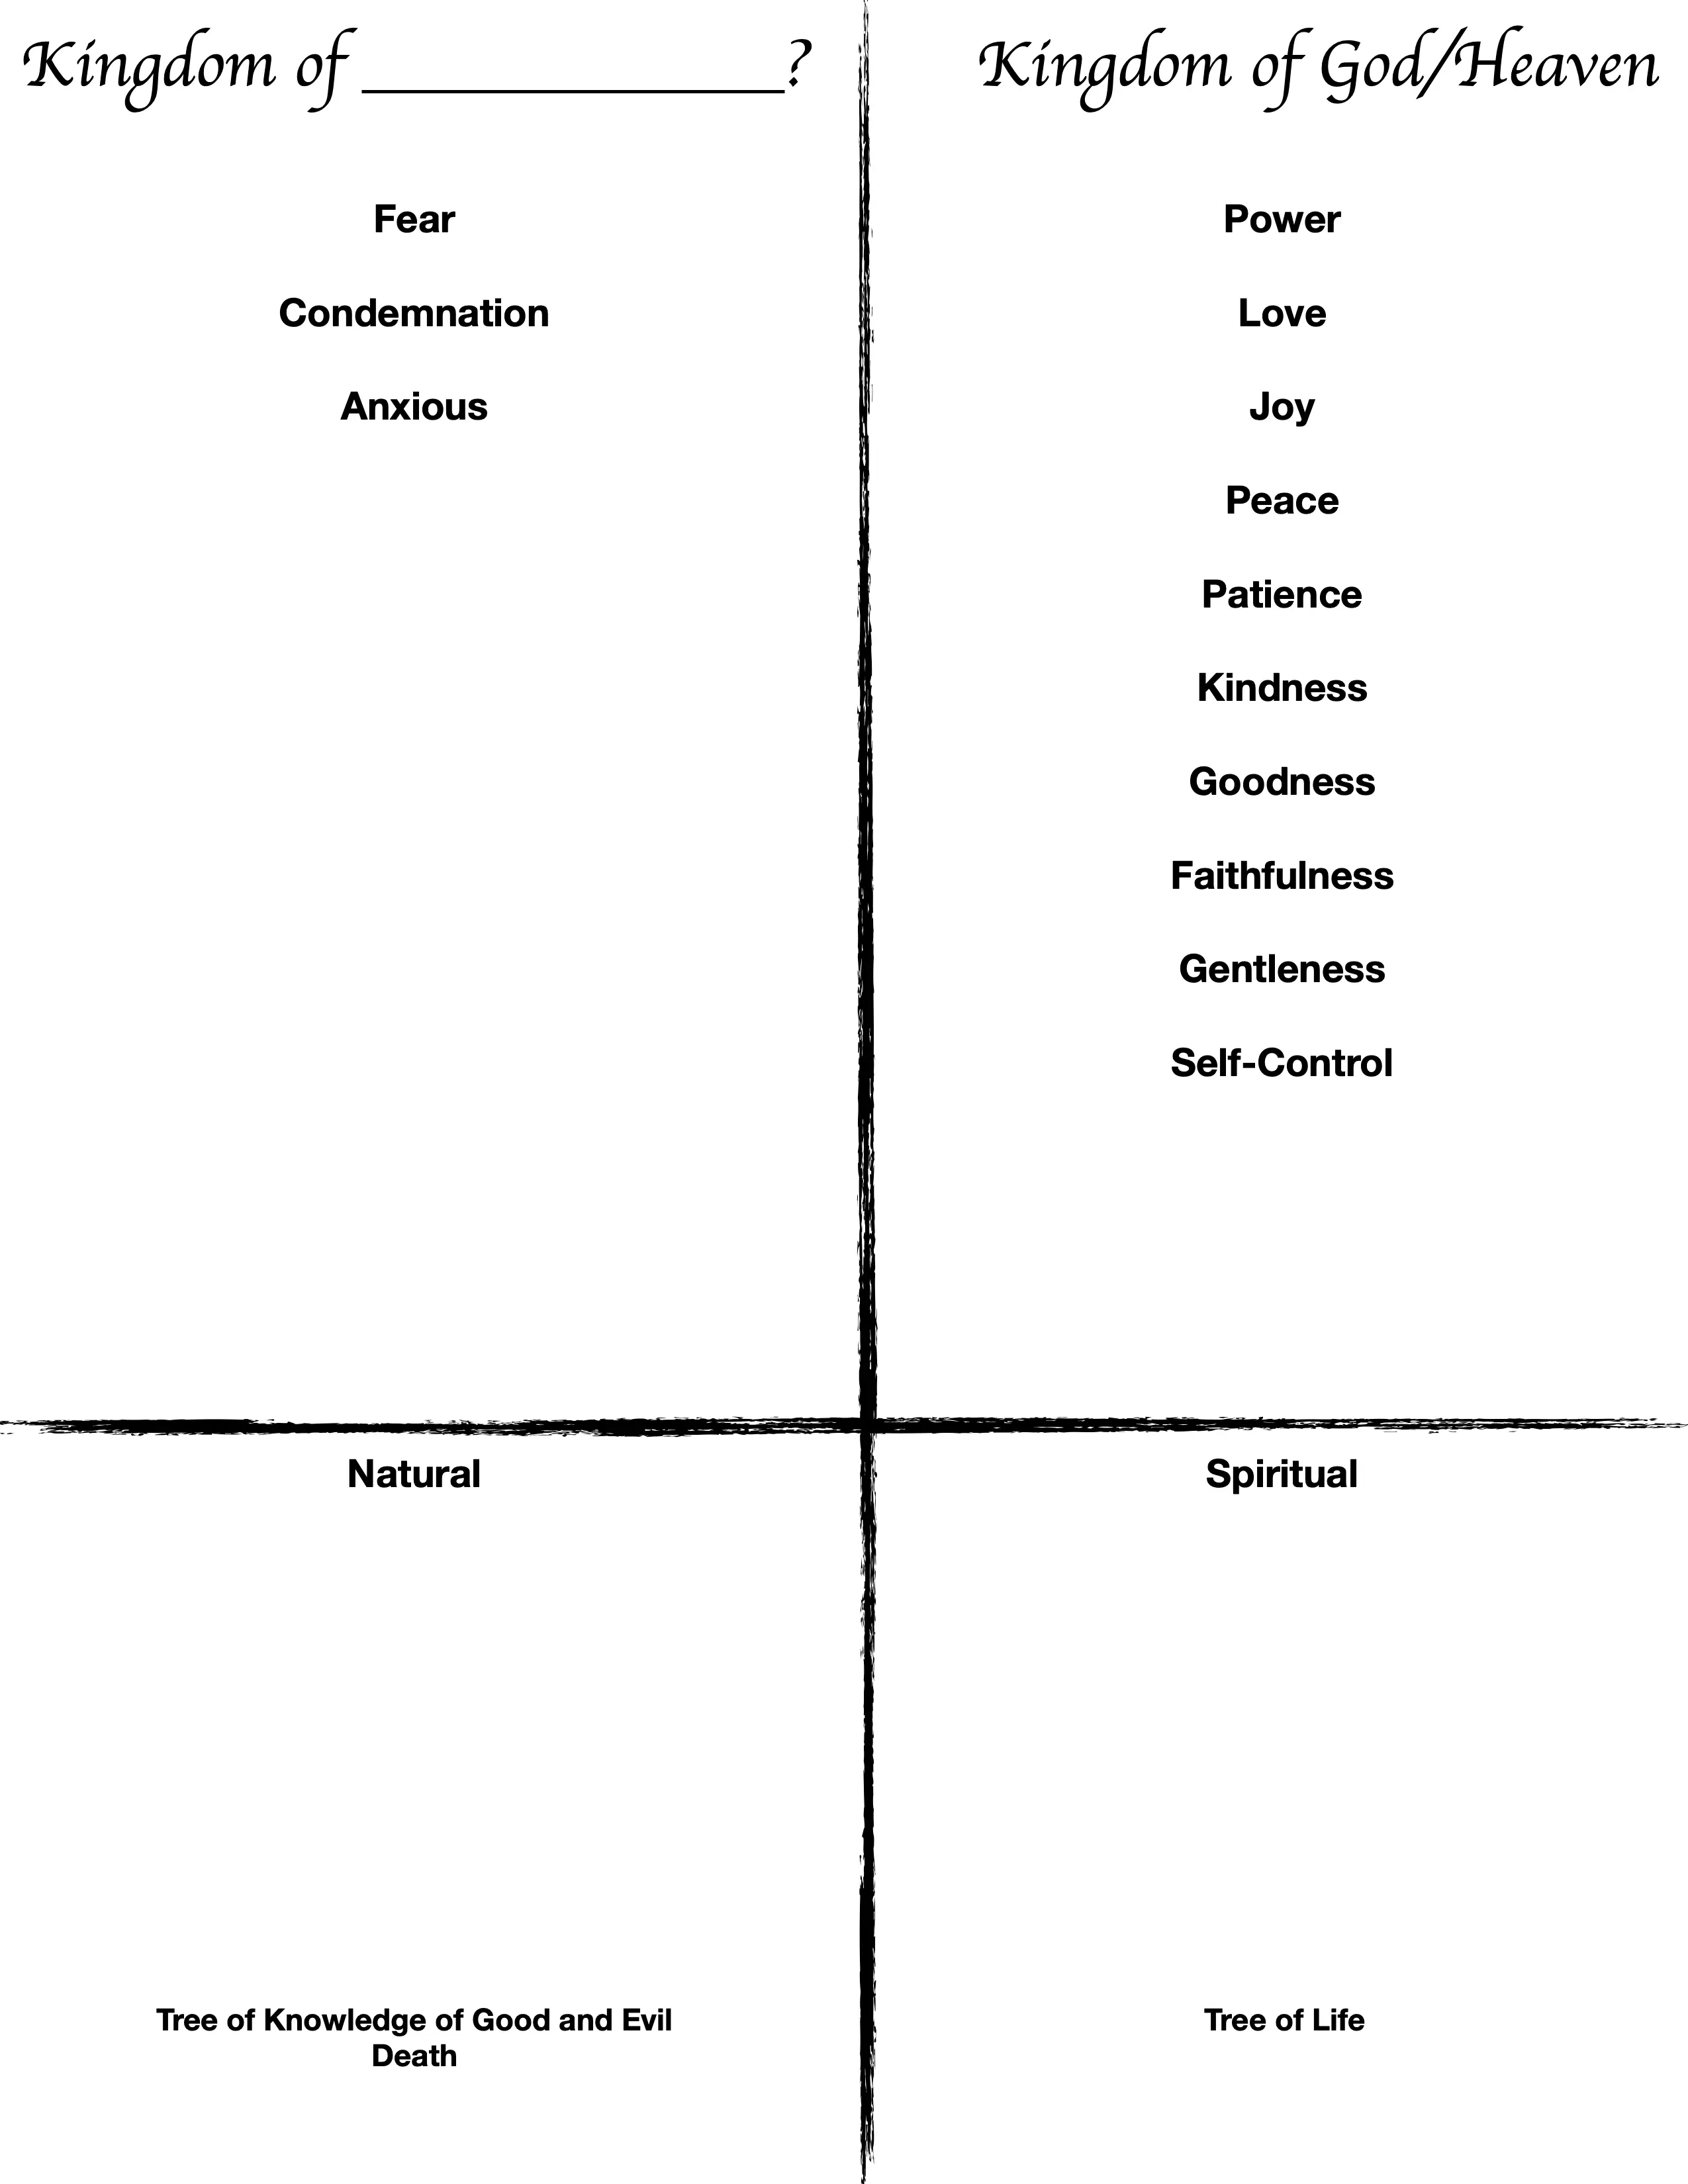 Kingdom of ____________?
Fear
Condemnation
Anxious
Natural
Tree of Knowledge of Good and Evil
Death
Kingdom of God/Heaven
Power
Love
Joy
Peace
Patience
Kindness
Goodness
Faithfulness
Gentleness
Self-Control
Spiritual
Tree of Life